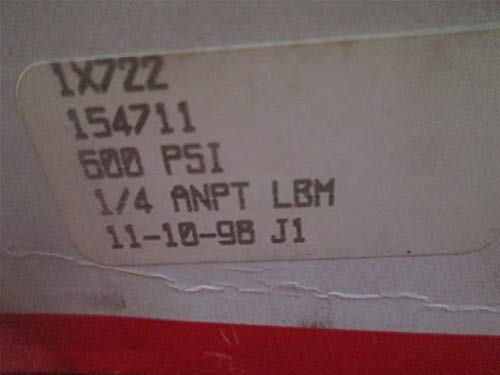 1X722
154711
600 PSI
1/4 ANPT LBM
11-10-98 J1